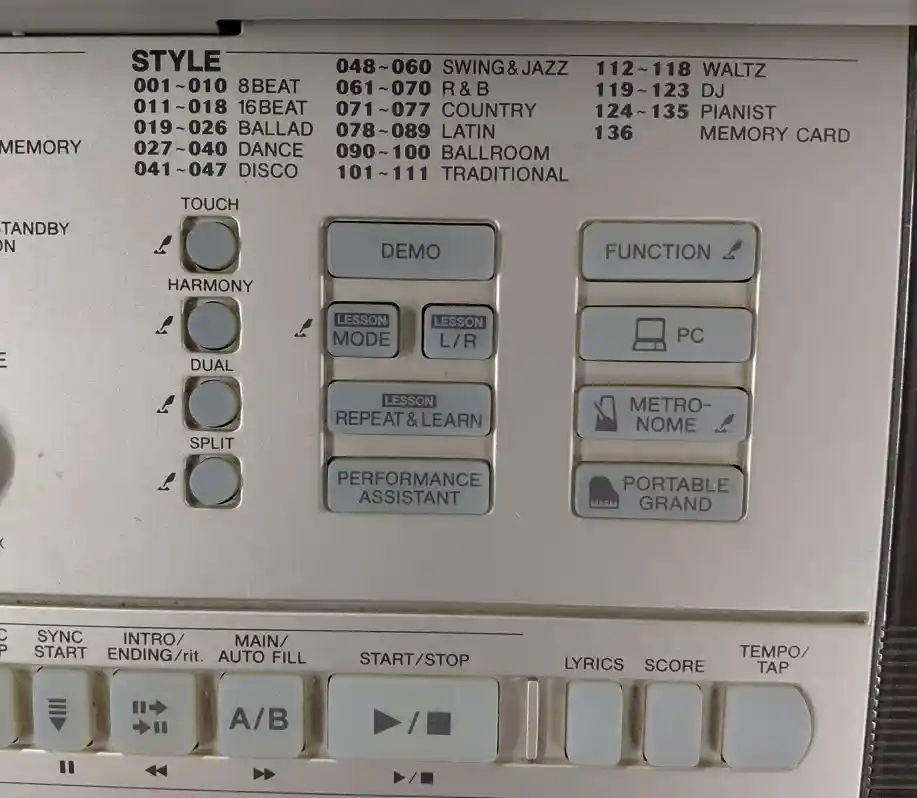 STYLE
001~010 8BEAT
011~018 16BEAT
019~026 BALLAD
027~040 DANCE
041~047 DISCO
048~060 SWING&JAZZ
061~070 R&B
071~077 COUNTRY
078~089 LATIN
090~100 BALLROOM
101~111 TRADITIONAL
112~118 WALTZ
119~123 DJ
124~135 PIANIST
136 MEMORY CARD
MEMORY
TOUCH
HARMONY
DUAL
SPLIT
DEMO
LESSON
MODE
LESSON
L/R
LESSON
REPEAT&LEARN
PERFORMANCE
ASSISTANT
FUNCTION
PC
METRO-
NOME
PORTABLE
GRAND
SYNC
START
INTRO/
ENDING/rit.
MAIN/
AUTO FILL
START/STOP
LYRICS
SCORE
TEMPO/
TAP
A/B